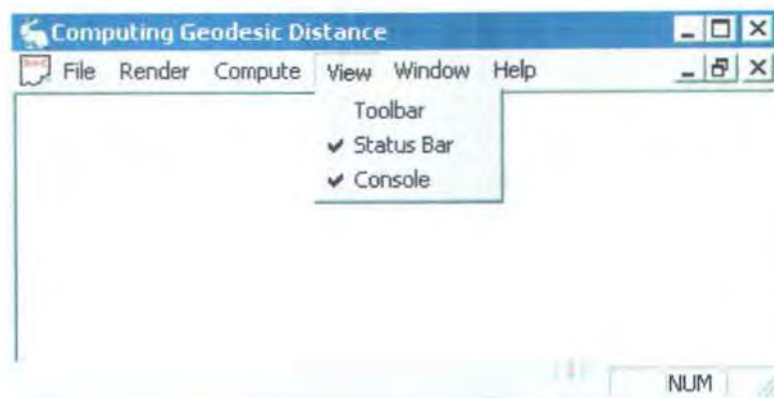 Computing Geodesic Distance
File Render Compute View Window Help
Toolbar
Status Bar
Console
NUM